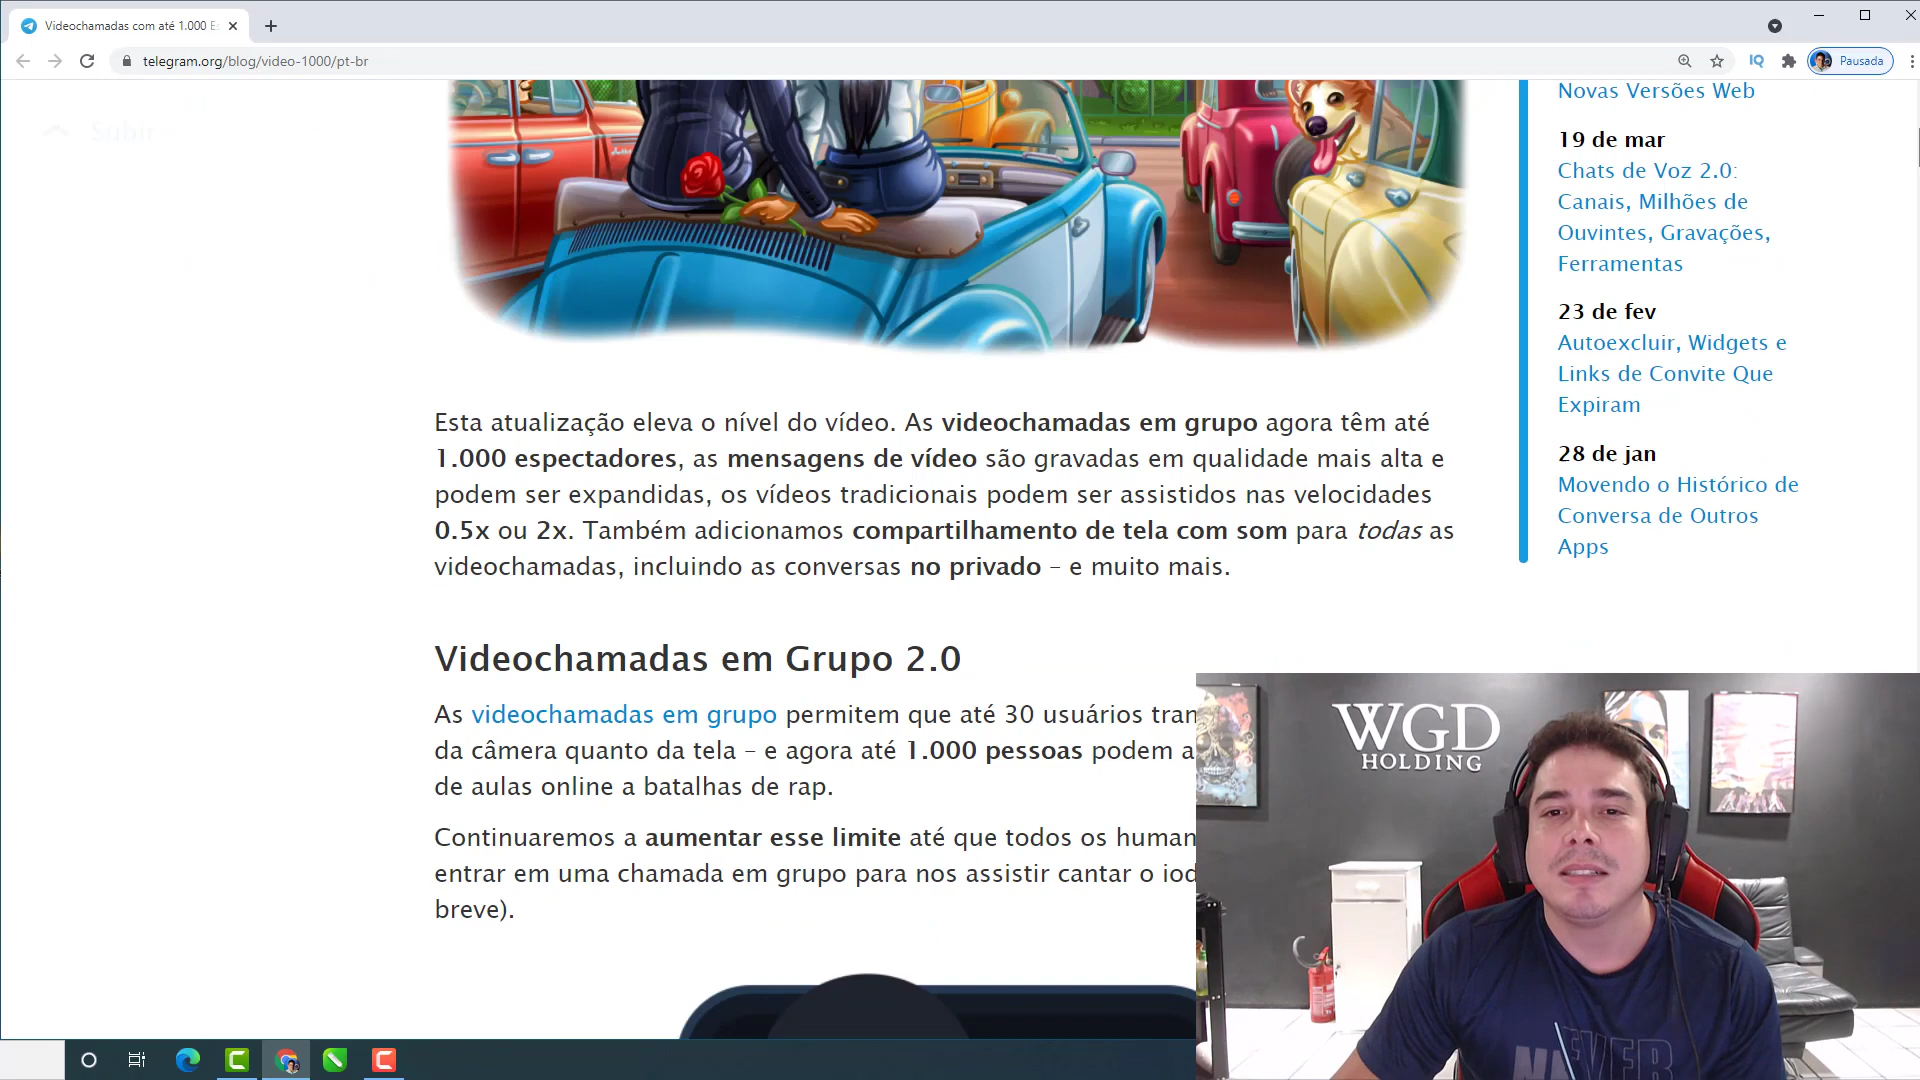 Videochamadas com até 1.000 Es
telegram.org/blog/video-1000/pt-br
IQ
Pausada
Subir
Novas Versões Web
19 de mar
Chats de Voz 2.0:
Canais, Milhões de
Ouvintes, Gravações,
Ferramentas
23 de fev
Autoexcluir, Widgets e
Links de Convite Que
Expiram
28 de jan
Movendo o Histórico de
Conversa de Outros
Apps
Esta atualização eleva o nível do vídeo. As videochamadas em grupo agora têm até
1.000 espectadores, as mensagens de vídeo são gravadas em qualidade mais alta e
podem ser expandidas, os vídeos tradicionais podem ser assistidos nas velocidades
0.5x ou 2x. Também adicionamos compartilhamento de tela com som para todas as
videochamadas, incluindo as conversas no privado – e muito mais.
Videochamadas em Grupo 2.0
As videochamadas em grupo permitem que até 30 usuários tran
da câmera quanto da tela – e agora até 1.000 pessoas podem a
de aulas online a batalhas de rap.
Continuaremos a aumentar esse limite até que todos os human
entrar em uma chamada em grupo para nos assistir cantar o iod
breve).
WGD
HOLDING